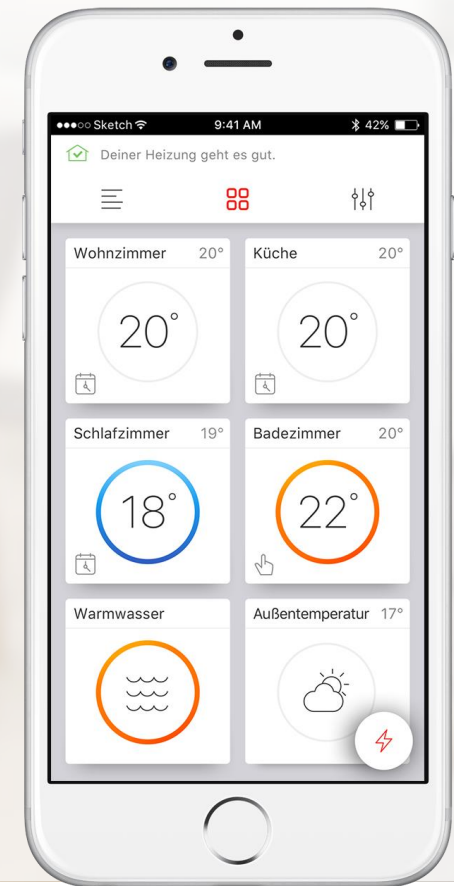 Sketch 9:41 AM 42%
Deiner Heizung geht es gut.
Wohnzimmer 20°
20°
Küche 20°
20°
Schlafzimmer 19°
18°
Badezimmer 20°
22°
Warmwasser
Außentemperatur 17°